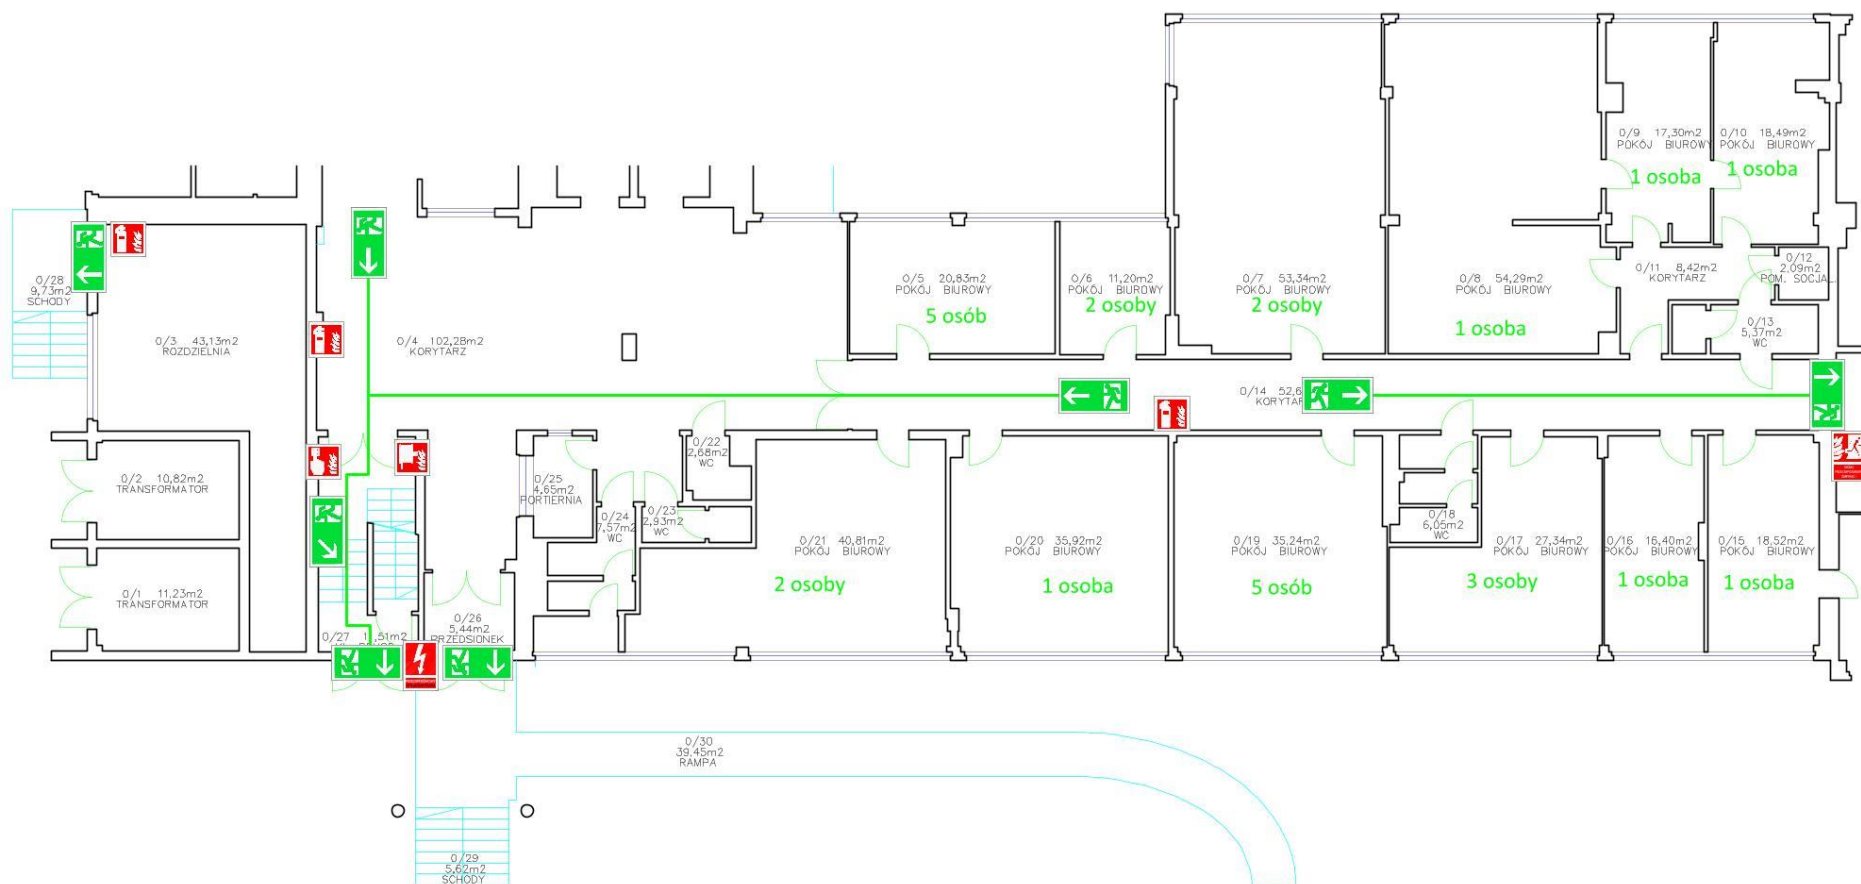 0/9   17,30m2
POKÓJ BIUROWY
1 osoba
0/10   18,49m2
POKÓJ BIUROWY
1 osoba
0/28
9,73m2
SCHODY
0/3   43,13m2
ROZDZIELNIA
0/4   102,28m2
KORYTARZ
0/5   20,83m2
POKÓJ BIUROWY
5 osób
0/6   11,20m2
POKÓJ BIUROWY
2 osoby
0/7   53,34m2
POKÓJ BIUROWY
2 osoby
0/8   54,29m2
POKÓJ BIUROWY
1 osoba
0/11   8,42m2
KORYTARZ
0/12
2,09m2
POM. SOCJAL.
0/13
5,37m2
WC
0/14
KORYTARZ
0/2   10,82m2
TRANSFORMATOR
0/1   11,23m2
TRANSFORMATOR
0/25
4,65m2
PORTIERNIA
0/22
2,68m2
WC
0/24
7,57m2
WC
0/23
2,93m2
WC
0/21   40,81m2
POKÓJ BIUROWY
2 osoby
0/20   35,92m2
POKÓJ BIUROWY
1 osoba
0/19   35,24m2
POKÓJ BIUROWY
5 osób
0/18
6,05m2
WC
0/17   27,34m2
POKÓJ BIUROWY
3 osoby
0/16   16,40m2
POKÓJ BIUROWY
1 osoba
0/15   18,52m2
POKÓJ BIUROWY
1 osoba
0/27
0/26
5,44m2
PRZEDSIONEK
0/30
39,45m2
RAMPA
0/29
5,62m2
SCHODY